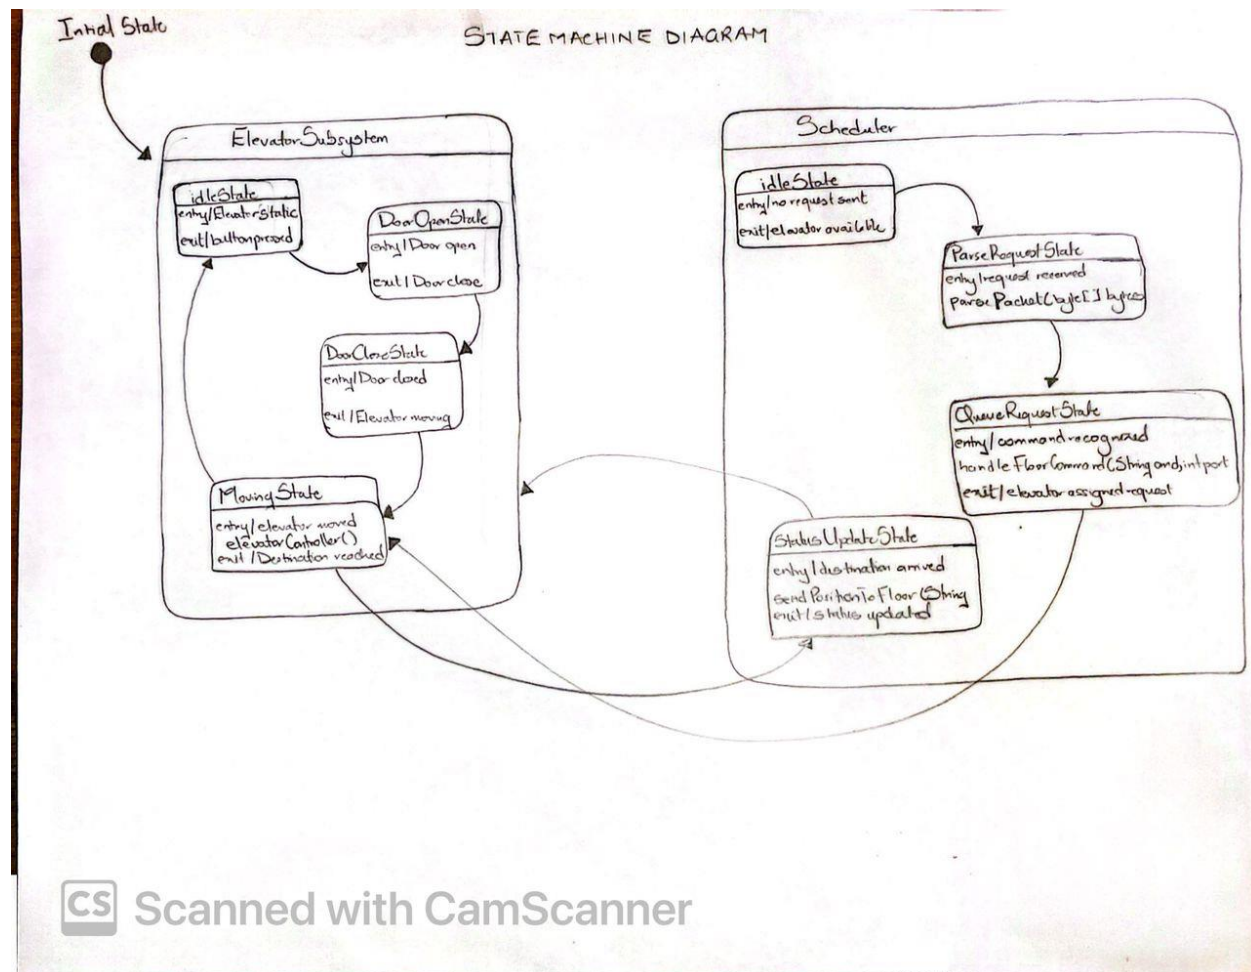 Initial State
STATE MACHINE DIAGRAM
ElevatorSubsystem
idleState
entry/ElevatorStatic
exit/buttonpressed
DoorOpenState
entry/Door open
exit/Doorclose
DoorCloseState
entry/Door closed
exit/Elevator moving
MovingState
entry/elevator moved
elevatorController()
exit/Destination reached
Scheduler
idleState
entry/no request sent
exit/elevator available
ParseRequestState
entry/request received
parsePacket(byte[] bytes
QueueRequestState
entry/command recognized
handleFloorCommand(String cmd,int port
exit/elevator assigned request
StatusUpdateState
entry/destination arrived
sendPositionToFloor(String
exit/status updated
CS Scanned with CamScanner